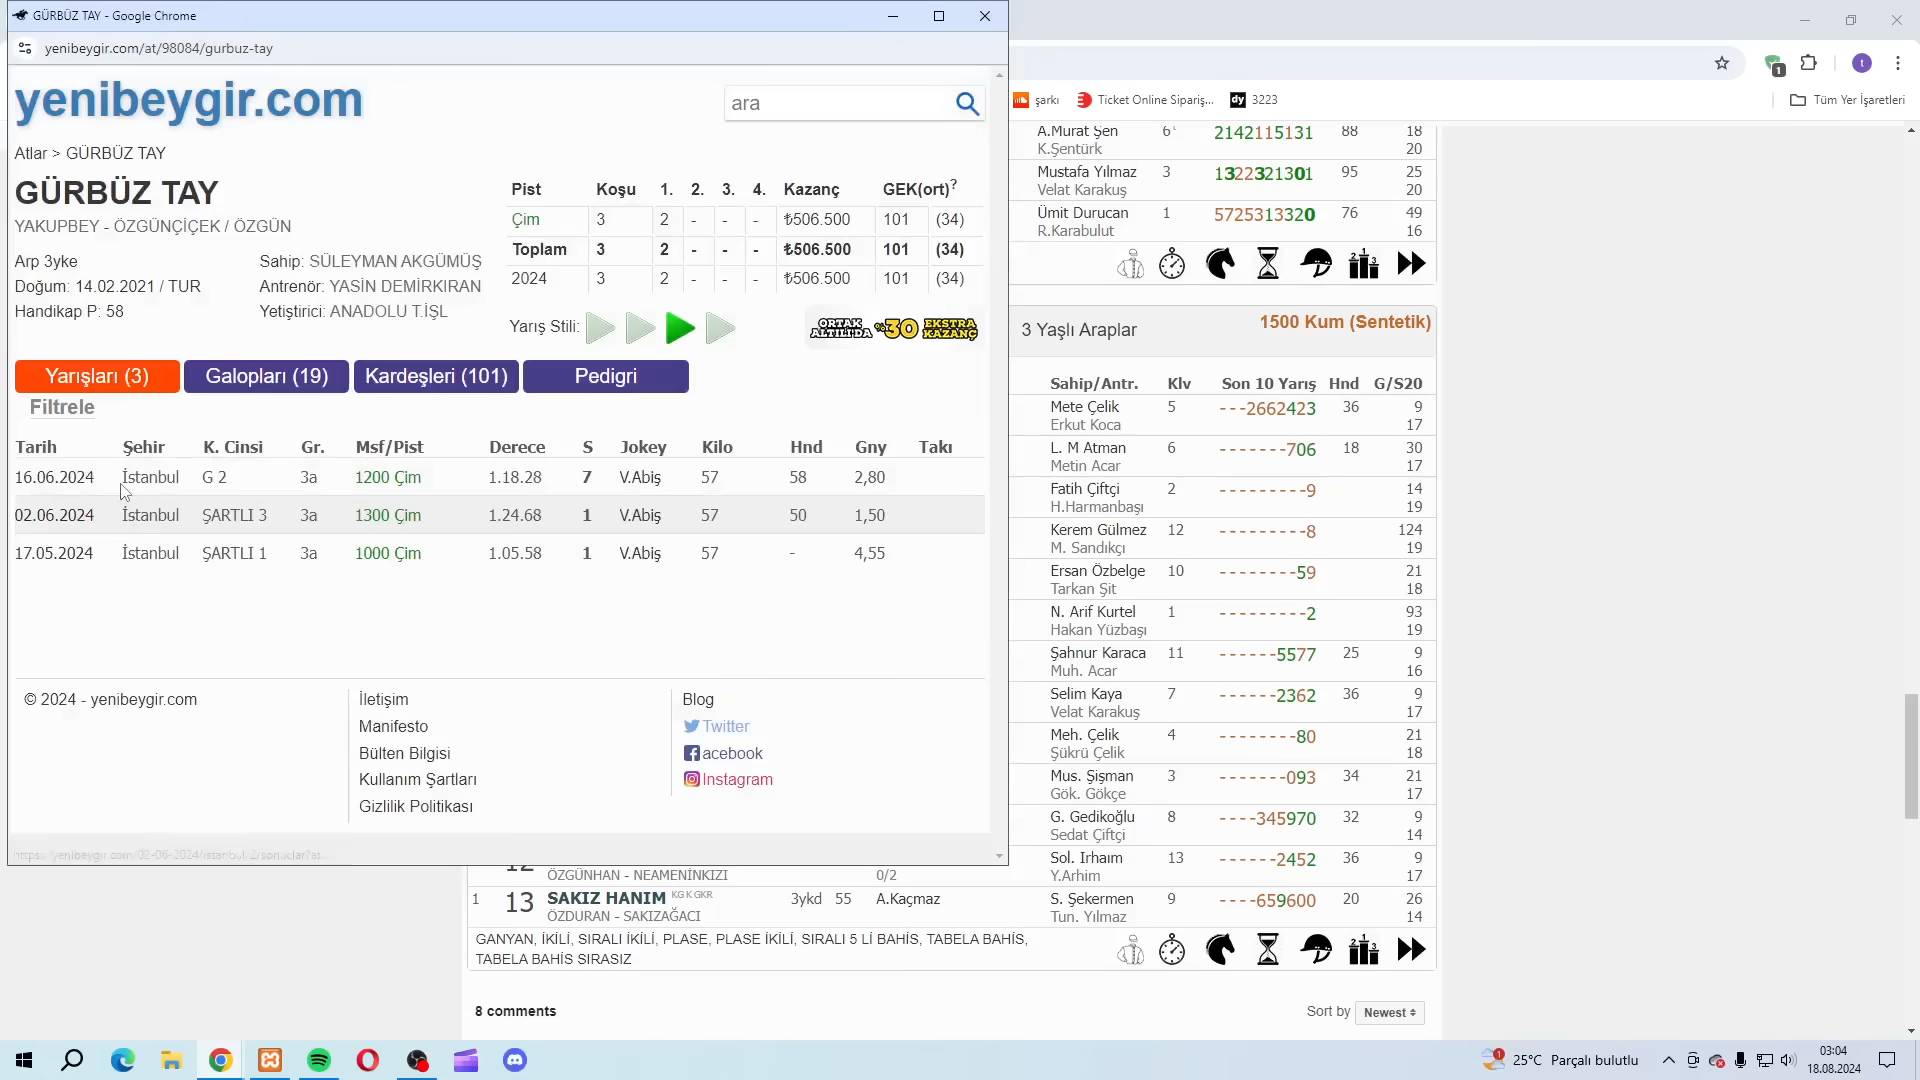 GÜRBÜZ TAY - Google Chrome
yenibeygir.com/at/98084/gurbuz-tay
yenibeygir.com
ara
Atlar > GÜRBÜZ TAY
GÜRBÜZ TAY
YAKUPBEY - ÖZGÜNÇİÇEK / ÖZGÜN
Arp 3yke
Doğum: 14.02.2021 / TUR
Handikap P: 58
Sahip: SÜLEYMAN AKGÜMÜŞ
Antrenör: YASİN DEMİRKIRAN
Yetiştirici: ANADOLU T.İŞL
Pist Koşu 1. 2. 3. 4. Kazanç GEK(ort)?
Çim 3 2 - - - ₺506.500 101 (34)
Toplam 3 2 - - - ₺506.500 101 (34)
2024 3 2 - - - ₺506.500 101 (34)
Yarış Stili:
ORTAK ALTILI'DA %30 EKSTRA KAZANÇ
Yarışları (3) Galopları (19) Kardeşleri (101) Pedigri
Filtrele
Tarih Şehir K. Cinsi Gr. Msf/Pist Derece S Jokey Kilo Hnd Gny Takı
16.06.2024 İstanbul G 2 3a 1200 Çim 1.18.28 7 V.Abiş 57 58 2,80
02.06.2024 İstanbul ŞARTLI 3 3a 1300 Çim 1.24.68 1 V.Abiş 57 50 1,50
17.05.2024 İstanbul ŞARTLI 1 3a 1000 Çim 1.05.58 1 V.Abiş 57 - 4,55
© 2024 - yenibeygir.com
İletişim
Manifesto
Bülten Bilgisi
Kullanım Şartları
Gizlilik Politikası
Blog
Twitter
acebook
Instagram
1
t
şarkı Ticket Online Sipariş... dy 3223
Tüm Yer İşaretleri
A.Murat Şen 6 2142115131 88 18
K.Şentürk 20
Mustafa Yılmaz 3 1322321301 95 25
Velat Karakuş 20
Ümit Durucan 1 5725313320 76 49
R.Karabulut 16
3 Yaşlı Araplar 1500 Kum (Sentetik)
Sahip/Antr. Klv Son 10 Yarış Hnd G/S20
Mete Çelik 5 ---2662423 36 9
Erkut Koca 17
L. M Atman 6 -------706 18 30
Metin Acar 17
Fatih Çiftçi 2 ---------9 14
H.Harmanbaşı 19
Kerem Gülmez 12 ---------8 124
M. Sandıkçı 19
Ersan Özbelge 10 --------59 21
Tarkan Şit 18
N. Arif Kurtel 1 ---------2 93
Hakan Yüzbaşı 19
Şahnur Karaca 11 ------5577 25 9
Muh. Acar 16
Selim Kaya 7 ------2362 36 9
Velat Karakuş 17
Meh. Çelik 4 --------80 21
Şükrü Çelik 18
Mus. Şişman 3 -------093 34 21
Gök. Gökçe 17
G. Gedikoğlu 8 ----345970 32 9
Sedat Çiftçi 14
Sol. Irhaım 13 ------2452 36 9
Y.Arhim 17
ÖZGÜNHAN - NEAMENİNKIZI 0/2
1 13 SAKIZ HANIM KG K GKR 3ykd 55 A.Kaçmaz S. Şekermen 9 ----659600 20 26
ÖZDURAN - SAKIZAĞACI Tun. Yılmaz 14
GANYAN, İKİLİ, SIRALI İKİLİ, PLASE, PLASE İKİLİ, SIRALI 5 Lİ BAHİS, TABELA BAHİS,
TABELA BAHİS SIRASIZ
8 comments
Sort by Newest
25°C Parçalı bulutlu
03:04
18.08.2024